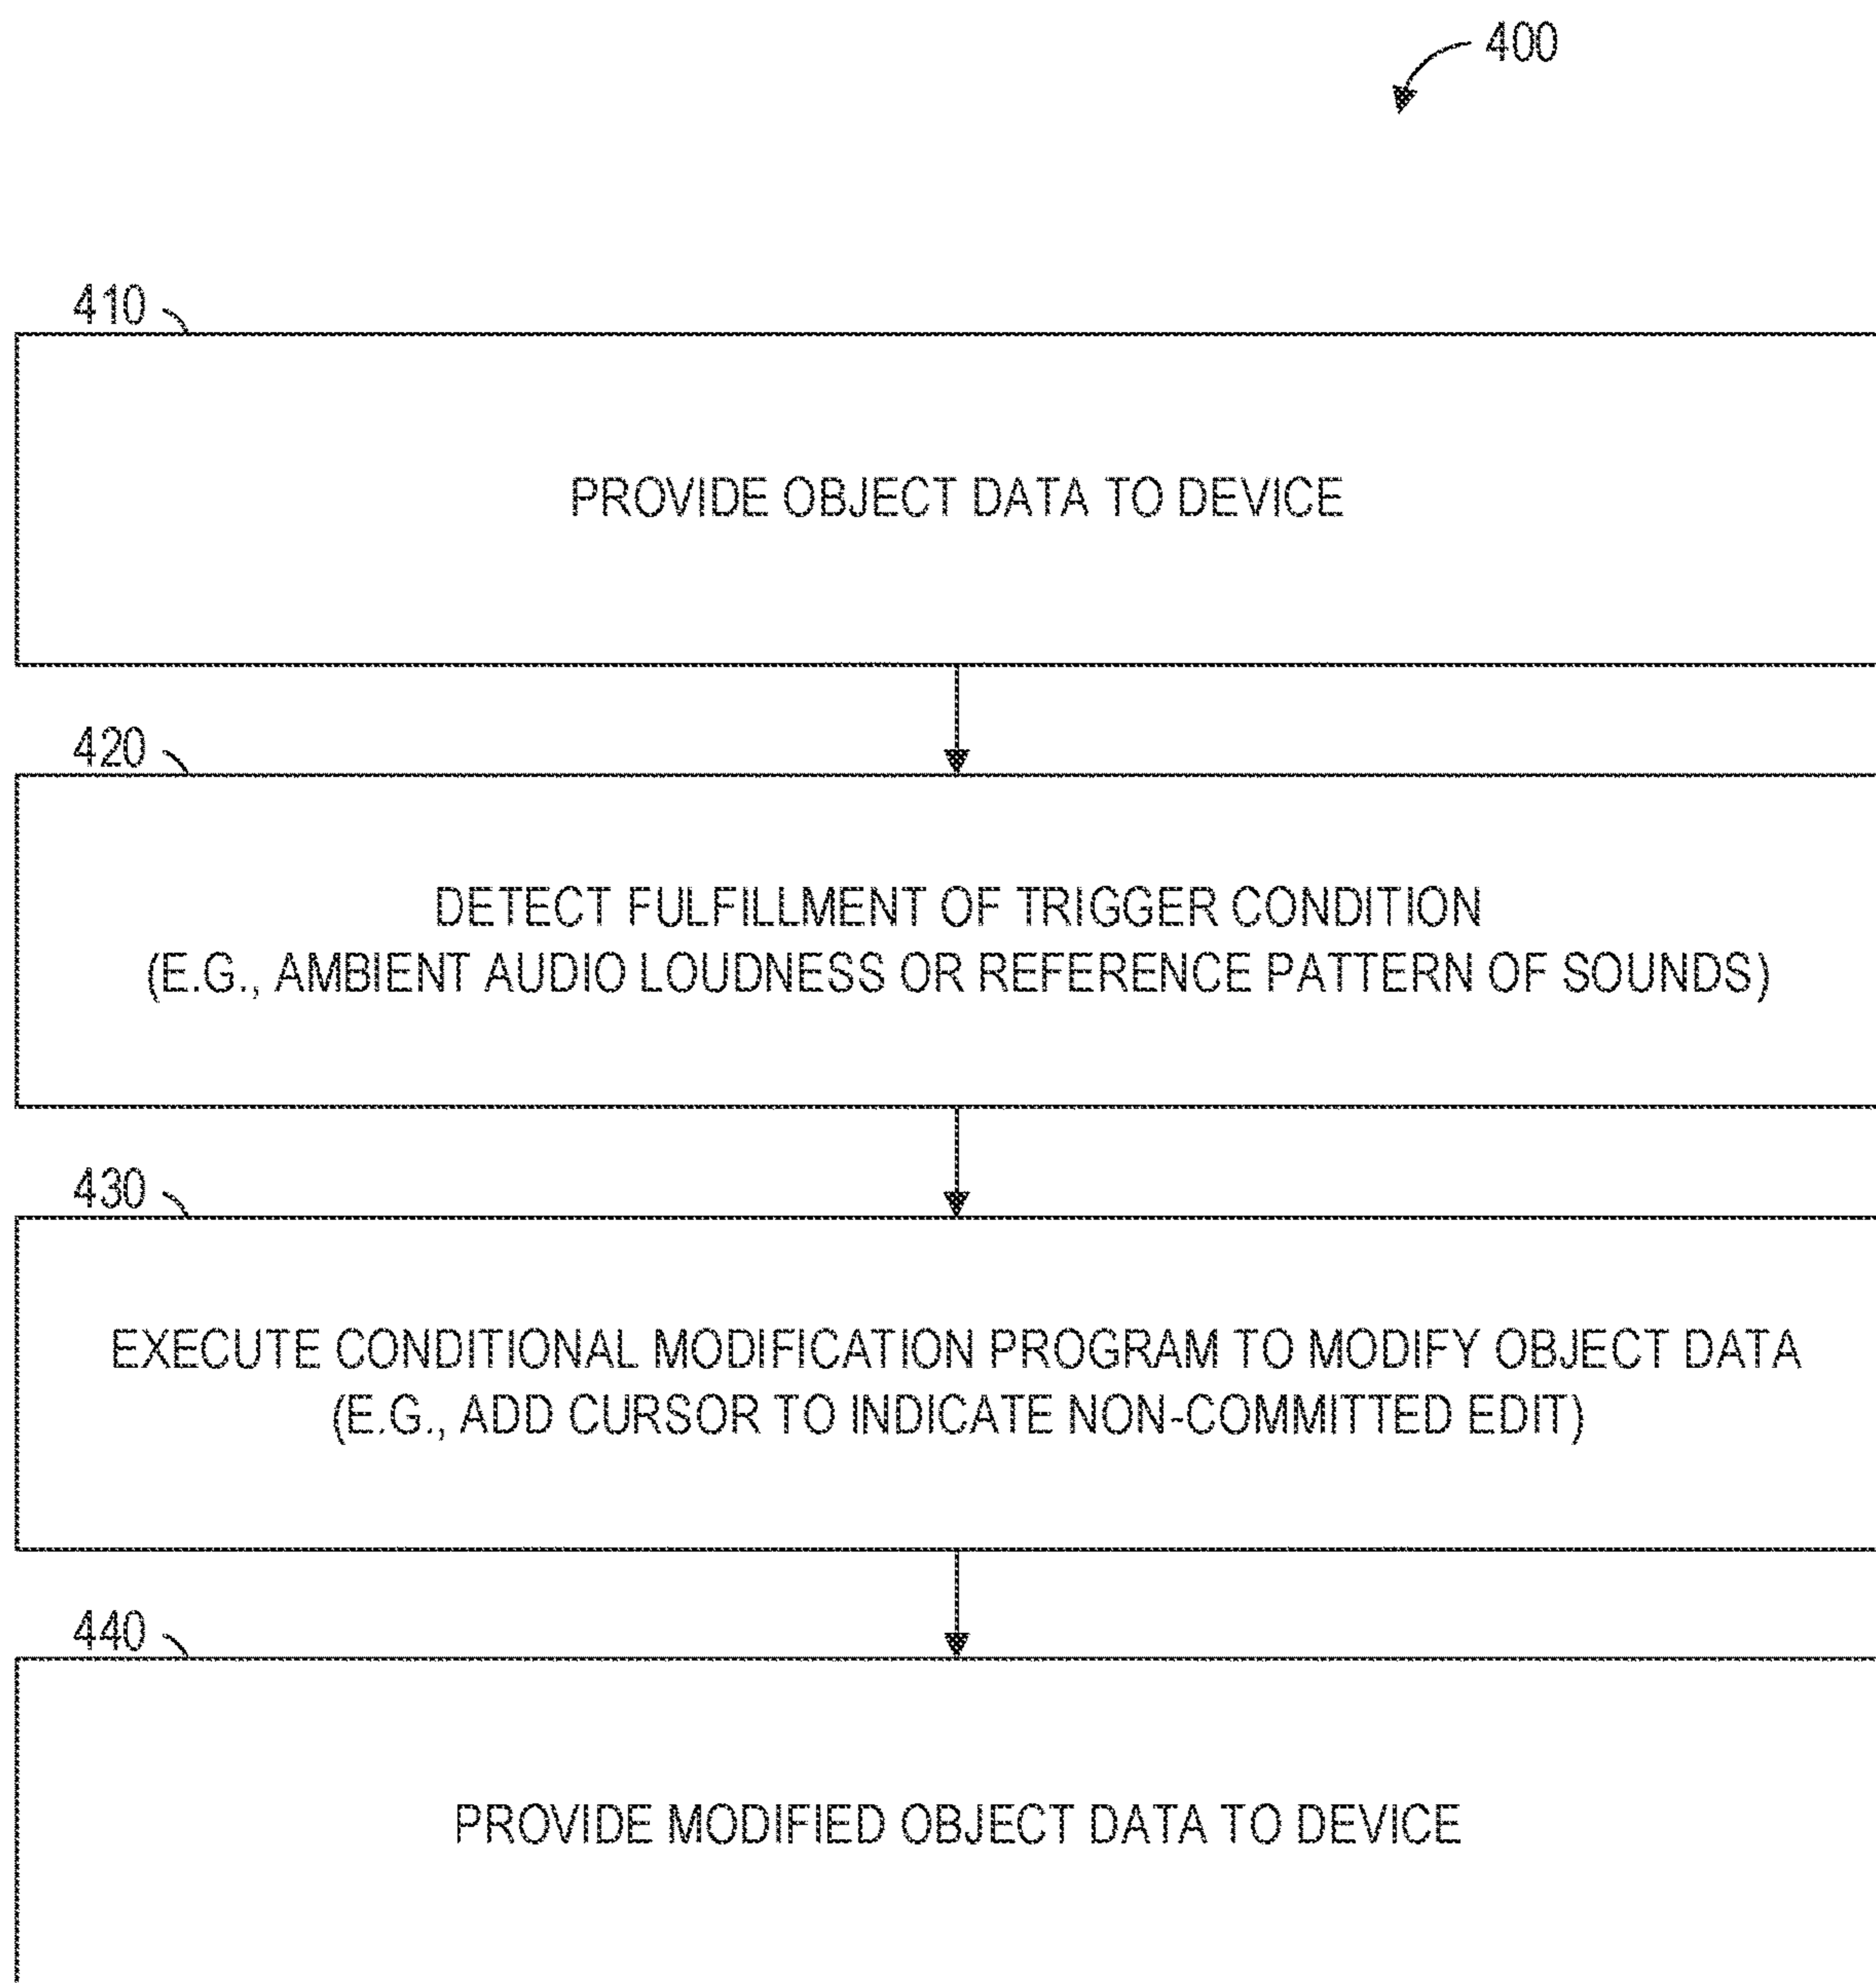 400
410
PROVIDE OBJECT DATA TO DEVICE
420
DETECT FULFILLMENT OF TRIGGER CONDITION
(E.G., AMBIENT AUDIO LOUDNESS OR REFERENCE PATTERN OF SOUNDS)
430
EXECUTE CONDITIONAL MODIFICATION PROGRAM TO MODIFY OBJECT DATA
(E.G., ADD CURSOR TO INDICATE NON-COMMITTED EDIT)
440
PROVIDE MODIFIED OBJECT DATA TO DEVICE